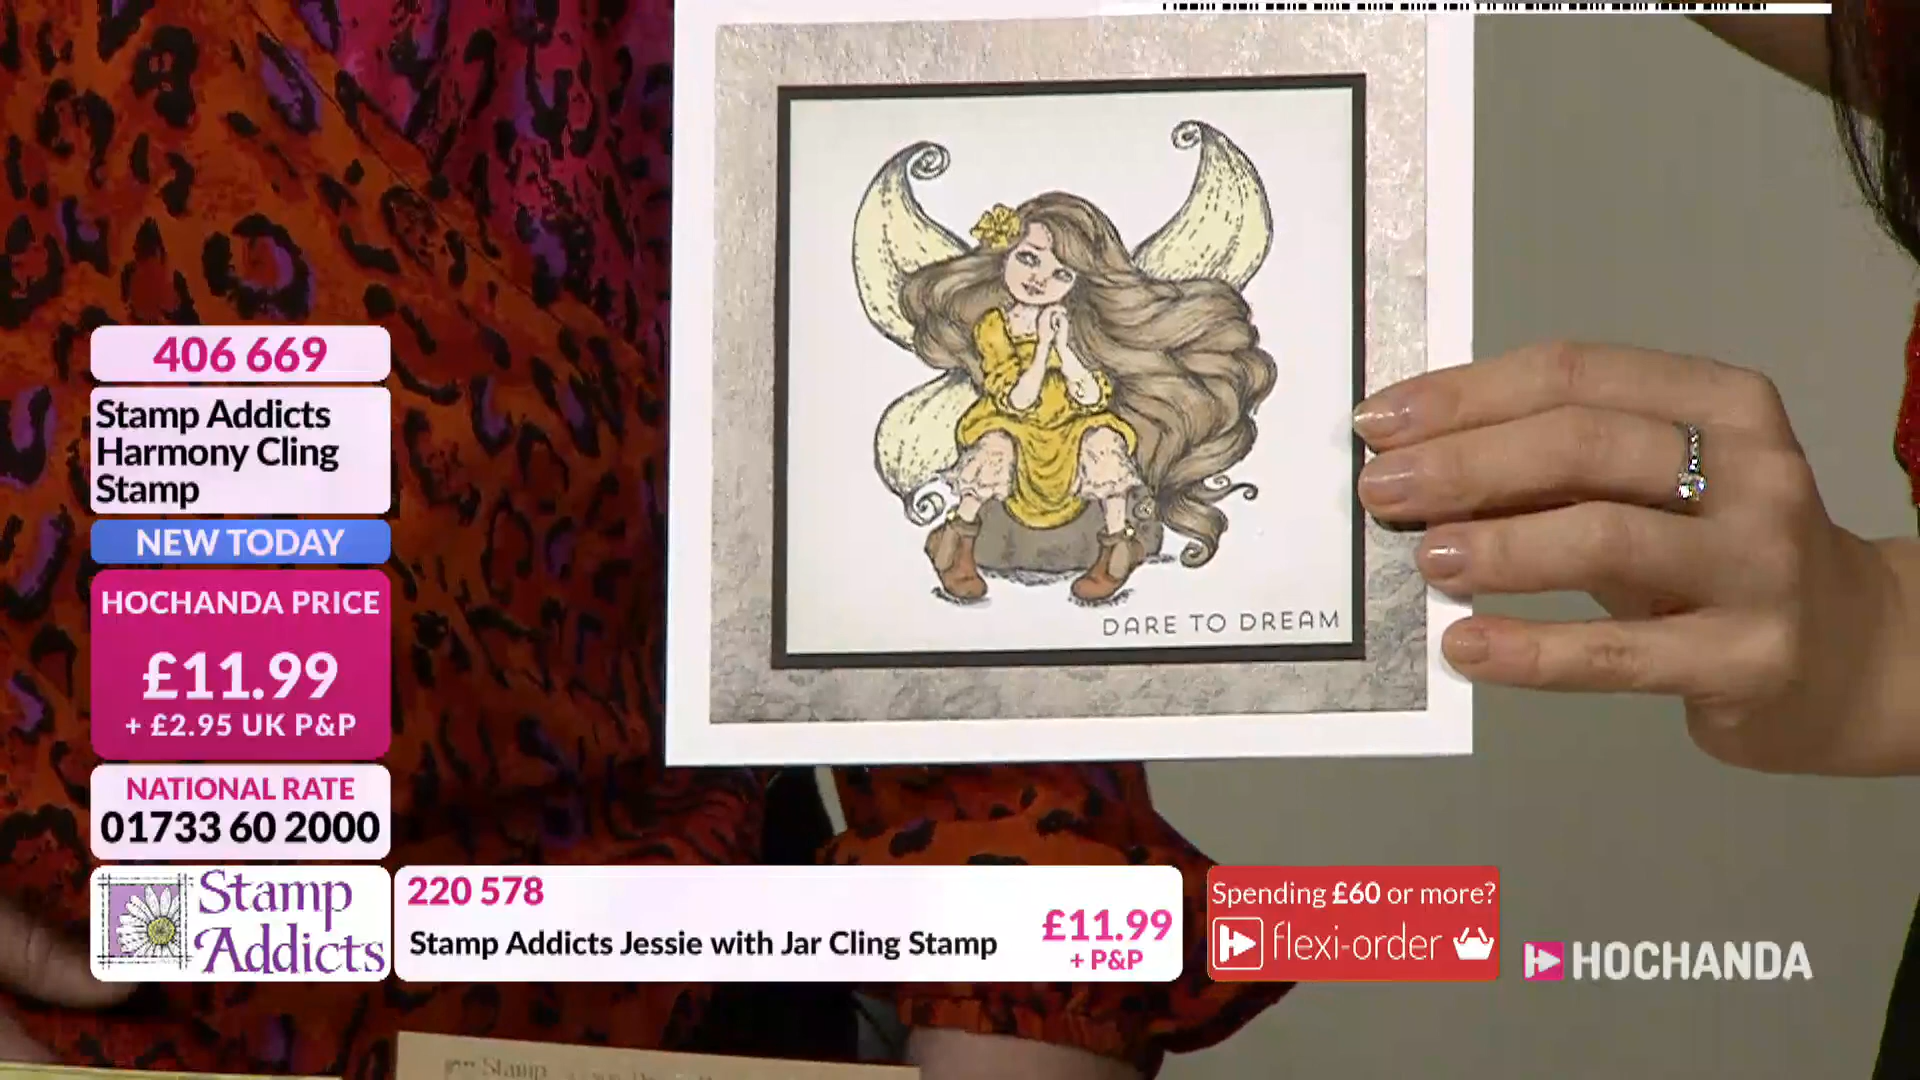 406 669
Stamp Addicts
Harmony Cling
Stamp
NEW TODAY
HOCHANDA PRICE
£11.99
+ £2.95 UK P&P
NATIONAL RATE
01733 60 2000
Stamp
Addicts
220 578
Stamp Addicts Jessie with Jar Cling Stamp
£11.99
+ P&P
Spending £60 or more?
flexi-order
HOCHANDA
DARE TO DREAM
Stamp